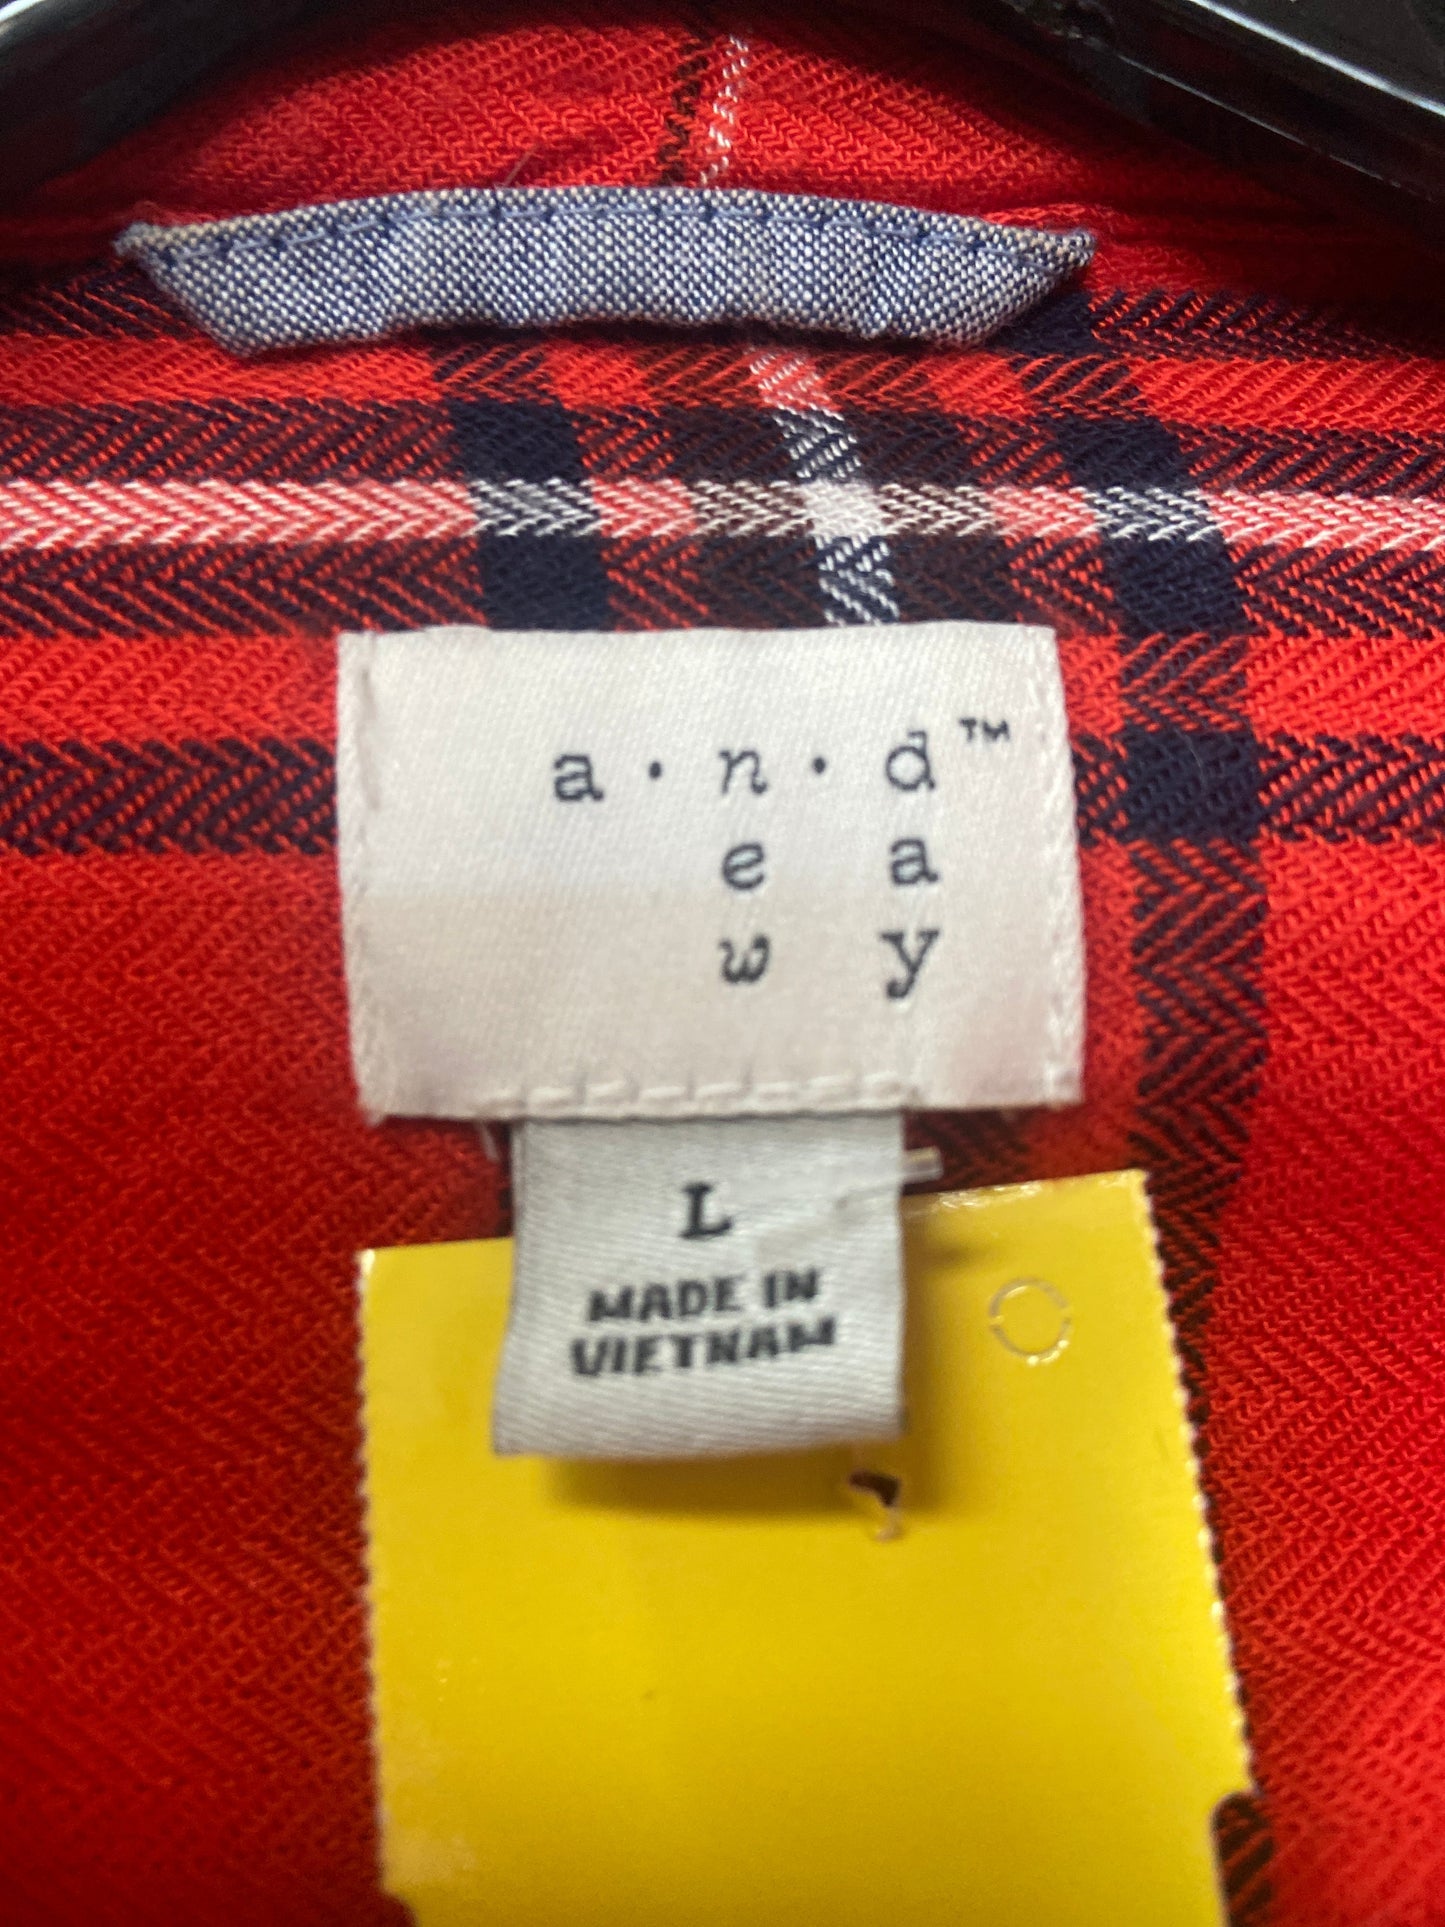 a · n · d™
e a
w y
L
MADE IN
VIETNAM